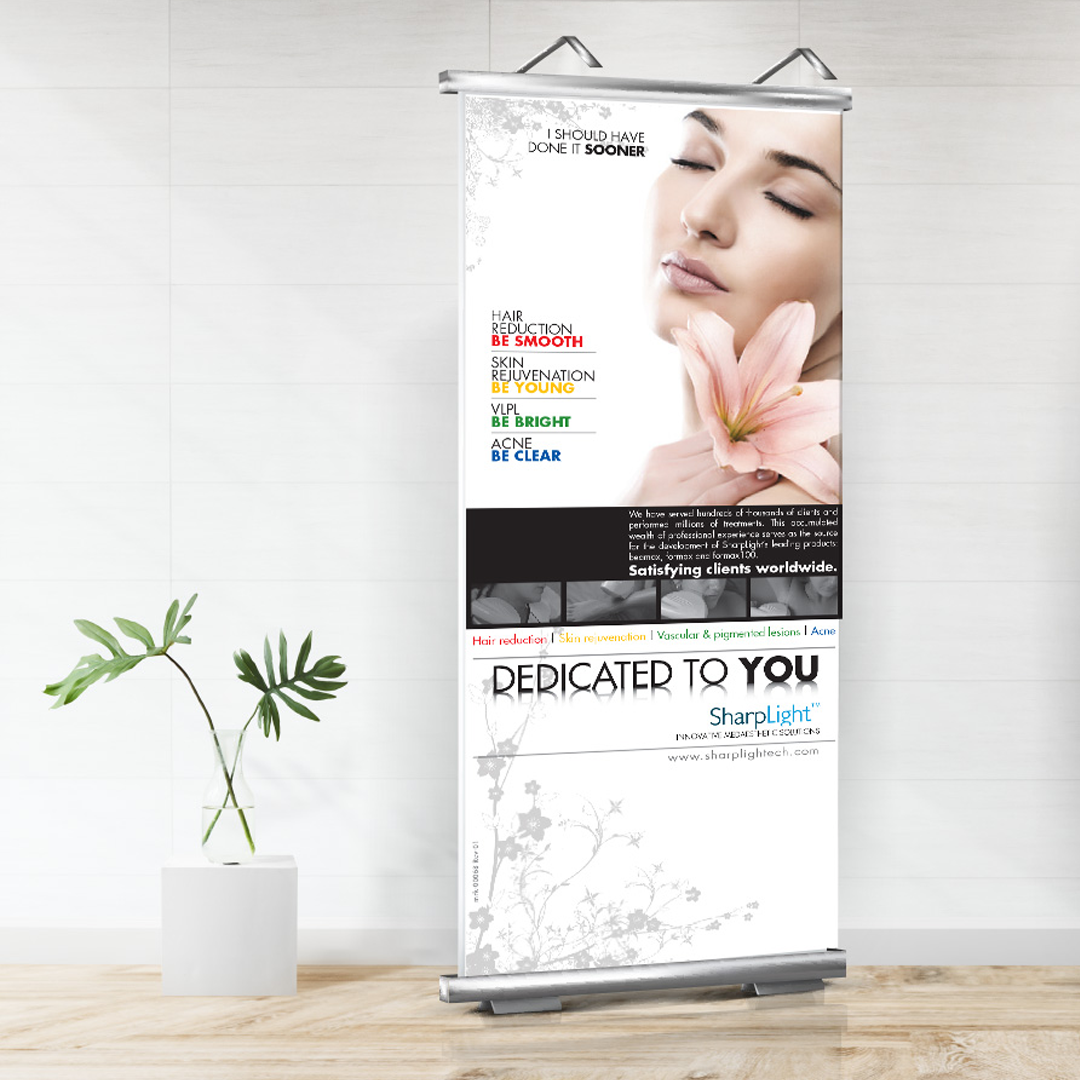 I SHOULD HAVE
DONE IT SOONER
HAIR
REDUCTION
BE SMOOTH
SKIN
REJUVENATION
BE YOUNG
VLPL
BE BRIGHT
ACNE
BE CLEAR
We have served hundreds of thousands of clients and
performed millions of treatments. This accumulated
wealth of professional experience serves as the source
for the development of SharpLight's leading products:
beamax, formax and formax100.
Satisfying clients worldwide.
Hair reduction | Skin rejuvenation | Vascular & pigmented lesions | Acne
DEDICATED TO YOU
SharpLight™
INNOVATIVE MEDAESTHETIC SOLUTIONS
www.sharplightech.com